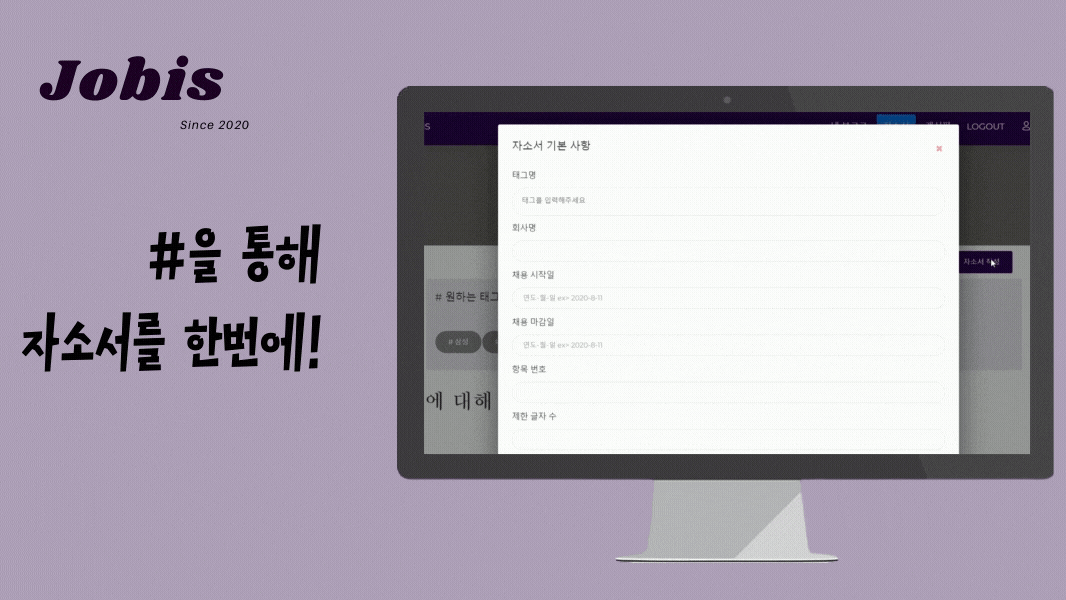 Jobis
Since 2020
#을 통해
자소서를 한번에!
S
LOGOUT
자소서 기본 사항
태그명
태그를 입력해주세요
회사명
채용 시작일
연도-월-일 ex> 2020-8-11
채용 마감일
연도-월-일 ex> 2020-8-11
항목 번호
제한 글자 수
자소서
# 원하는 태그
# 삼성
에 대해